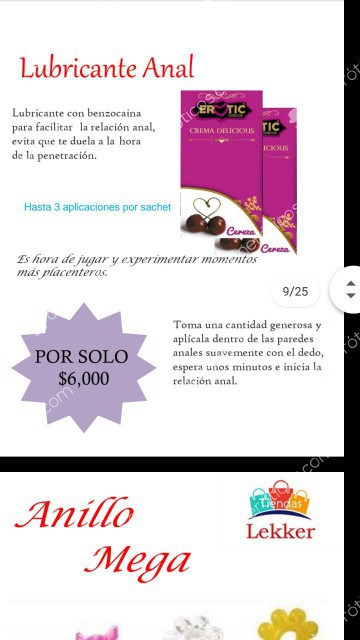 Lubricante Anal
Lubricante con benzocaina
para facilitar la relación anal,
evita que te duela a la hora
de la penetración.
EROTIC
CREMA DELICIOUS
Cereza
TIC
ICIOUS
Cereza
Hasta 3 aplicaciones por sachet
Es hora de jugar y experimentar momentos
más placenteros.
9/25
POR SOLO
$6,000
Toma una cantidad generosa y
aplícala dentro de las paredes
anales suavemente con el dedo,
espera unos minutos e inicia la
relación anal.
Anillo
Mega
Tiendas
Lekker